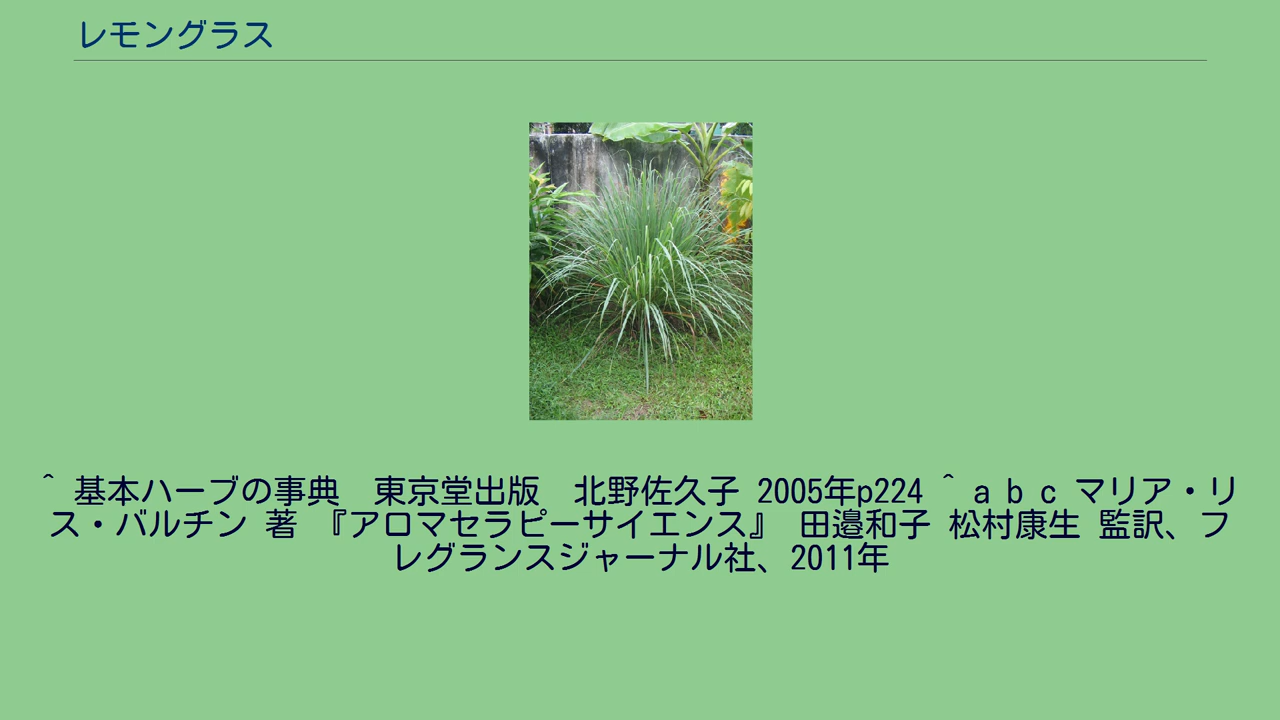 レモングラス
^ 基本ハーブの事典　東京堂出版　北野佐久子 2005年p224 ^ a b c マリア・リ
ス・バルチン 著 『アロマセラピーサイエンス』 田邉和子 松村康生 監訳、フ
レグランスジャーナル社、2011年